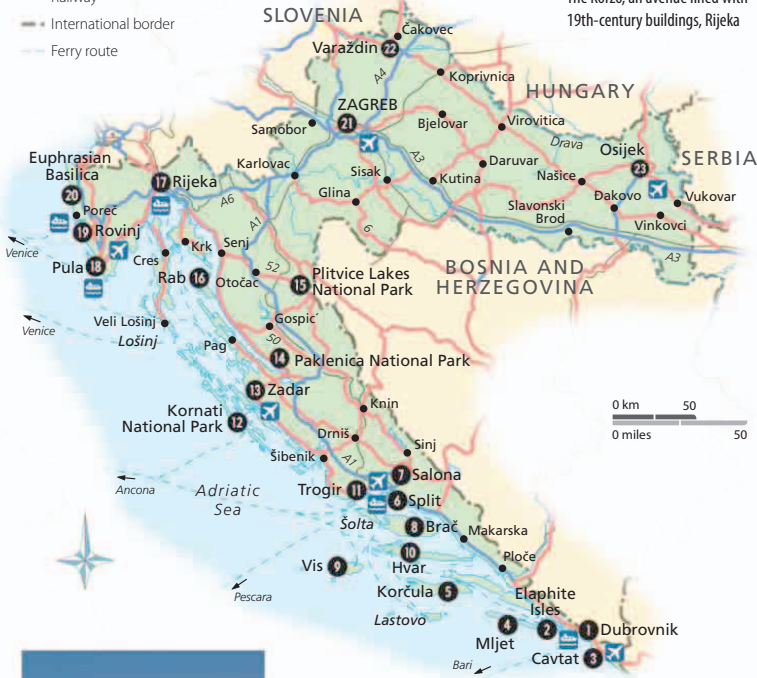 Railway
International border
Ferry route
The Korzo, an avenue lined with
19th-century buildings, Rijeka
SLOVENIA
Čakovec
Varaždin 22
A4
Koprivnica
HUNGARY
ZAGREB
21
Samobor
Bjelovar
Virovitica
Drava
Osijek
23
SERBIA
Euphrasian
Basilica
20
17 Rijeka
Karlovac
A3
Sisak
Daruvar
Kutina
Našice
Đakovo
Vukovar
Poreč
A6
A1
Glina
Slavonski
Brod
Vinkovci
19 Rovinj
6
Venice
Krk
Senj
Cres
52
BOSNIA AND
HERZEGOVINA
A3
Pula 18
Rab 16
Otočac
15 Plitvice Lakes
National Park
Venice
Veli Lošinj
Lošinj
Gospić
50
Pag
14 Paklenica National Park
13 Zadar
Kornati
National Park 12
Knin
0 km 50
0 miles 50
Drniš
Sinj
Šibenik
A1
Ancona
Adriatic
Sea
Trogir 11
7 Salona
6 Split
Šolta
8 Brač
Makarska
10
Hvar
Vis 9
Ploče
Pescara
Korčula 5
Elaphite
Isles
Lastovo
4
Mljet
2
1 Dubrovnik
Bari
Cavtat 3